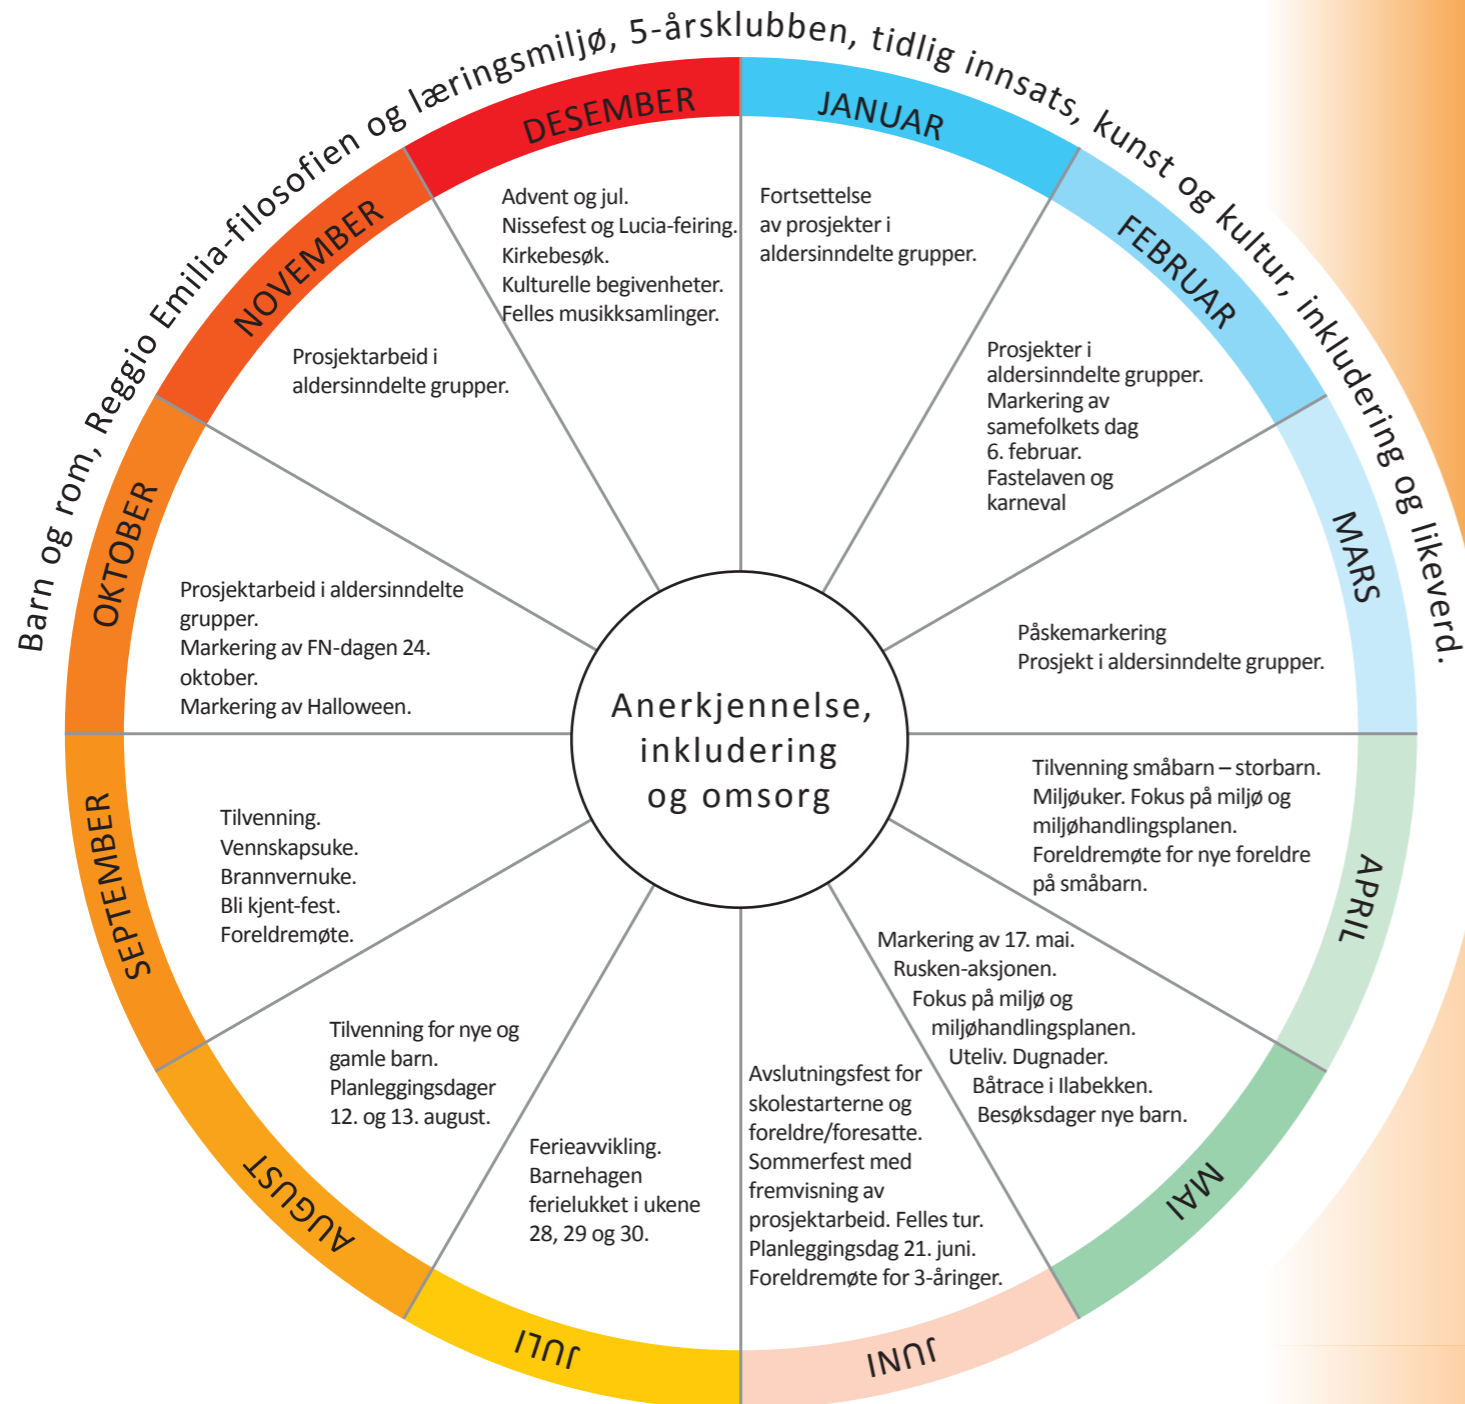 Barn og rom, Reggio Emilia-filosofien og læringsmiljø, 5-årsklubben, tidlig innsats, kunst og kultur, inkludering og likeverd.
JANUAR
Fortsettelse
av prosjekter i
aldersinndelte grupper.
FEBRUAR
Prosjekter i
aldersinndelte grupper.
Markering av
samefolkets dag
6. februar.
Fastelaven og
karneval
MARS
Påskemarkering
Prosjekt i aldersinndelte grupper.
APRIL
Tilvenning småbarn – storbarn.
Miljøuker. Fokus på miljø og
miljøhandlingsplanen.
Foreldremøte for nye foreldre
på småbarn.
MAI
Markering av 17. mai.
Rusken-aksjonen.
Fokus på miljø og
miljøhandlingsplanen.
Uteliv. Dugnader.
Båtrace i Ilabekken.
Besøksdager nye barn.
JUNI
Avslutningsfest for
skolestarterne og
foreldre/foresatte.
Sommerfest med
fremvisning av
prosjektarbeid. Felles tur.
Planleggingsdag 21. juni.
Foreldremøte for 3-åringer.
JULI
Ferieavvikling.
Barnehagen
ferielukket i ukene
28, 29 og 30.
AUGUST
Tilvenning for nye og
gamle barn.
Planleggingsdager
12. og 13. august.
SEPTEMBER
Tilvenning.
Vennskapsuke.
Brannvernuke.
Bli kjent-fest.
Foreldremøte.
OKTOBER
Prosjektarbeid i aldersinndelte
grupper.
Markering av FN-dagen 24.
oktober.
Markering av Halloween.
NOVEMBER
Prosjektarbeid i
aldersinndelte grupper.
DESEMBER
Advent og jul.
Nissefest og Lucia-feiring.
Kirkebesøk.
Kulturelle begivenheter.
Felles musikksamlinger.
Anerkjennelse,
inkludering
og omsorg